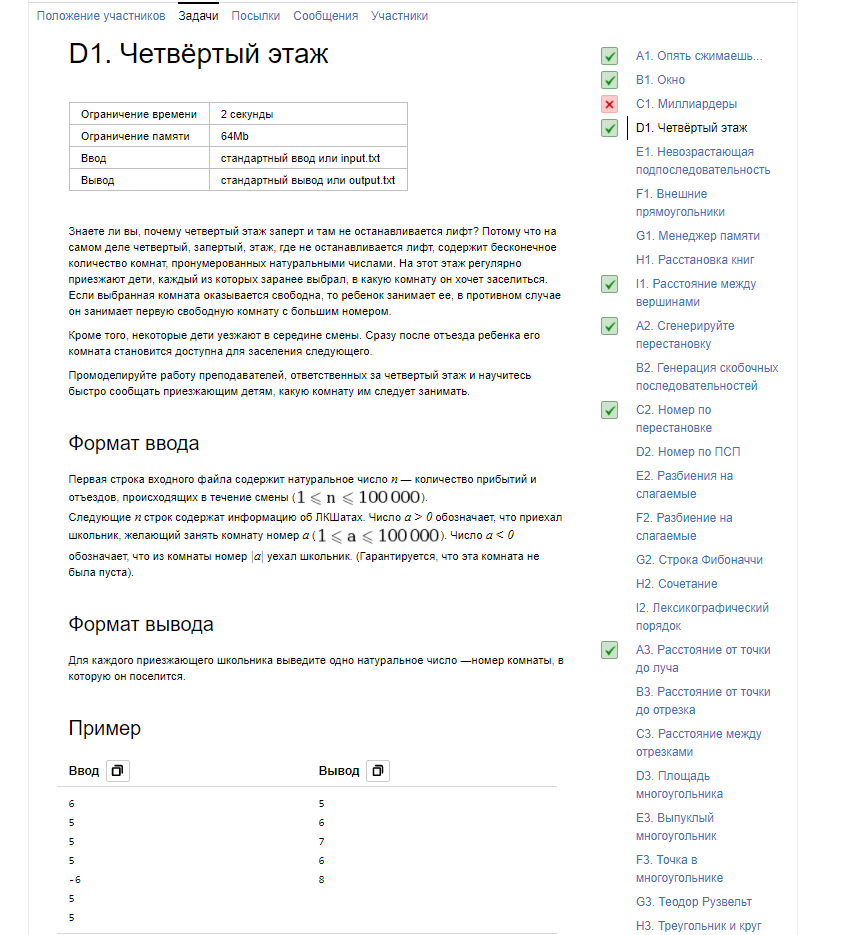 Положение участников Задачи Посылки Сообщения Участники
D1. Четвёртый этаж
Ограничение времени 2 секунды
Ограничение памяти 64Mb
Ввод стандартный ввод или input.txt
Вывод стандартный вывод или output.txt
Знаете ли вы, почему четвертый этаж заперт и там не останавливается лифт? Потому что на
самом деле четвертый, запертый, этаж, где не останавливается лифт, содержит бесконечное
количество комнат, пронумерованных натуральными числами. На этот этаж регулярно
приезжают дети, каждый из которых заранее выбрал, в какую комнату он хочет заселиться.
Если выбранная комната оказывается свободна, то ребенок занимает ее, в противном случае
он занимает первую свободную комнату с большим номером.
Кроме того, некоторые дети уезжают в середине смены. Сразу после отъезда ребенка его
комната становится доступна для заселения следующего.
Промоделируйте работу преподавателей, ответственных за четвертый этаж и научитесь
быстро сообщать приезжающим детям, какую комнату им следует занимать.
Формат ввода
Первая строка входного файла содержит натуральное число n — количество прибытий и
отъездов, происходящих в течение смены (1 ⩽ n ⩽ 100 000).
Следующие n строк содержат информацию об ЛКШатах. Число a > 0 обозначает, что приехал
школьник, желающий занять комнату номер a (1 ⩽ a ⩽ 100 000). Число a < 0
обозначает, что из комнаты номер |a| уехал школьник. (Гарантируется, что эта комната не
была пуста).
Формат вывода
Для каждого приезжающего школьника выведите одно натуральное число —номер комнаты, в
которую он поселится.
Пример
Ввод Вывод
6 5
5 6
5 7
5 6
-6 8
5
5
A1. Опять сжимаешь...
B1. Окно
C1. Миллиардеры
D1. Четвёртый этаж
E1. Невозрастающая
подпоследовательность
F1. Внешние
прямоугольники
G1. Менеджер памяти
H1. Расстановка книг
I1. Расстояние между
вершинами
A2. Сгенерируйте
перестановку
B2. Генерация скобочных
последовательностей
C2. Номер по
перестановке
D2. Номер по ПСП
E2. Разбиения на
слагаемые
F2. Разбиение на
слагаемые
G2. Строка Фибоначчи
H2. Сочетание
I2. Лексикографический
порядок
A3. Расстояние от точки
до луча
B3. Расстояние от точки
до отрезка
C3. Расстояние между
отрезками
D3. Площадь
многоугольника
E3. Выпуклый
многоугольник
F3. Точка в
многоугольнике
G3. Теодор Рузвельт
H3. Треугольник и круг